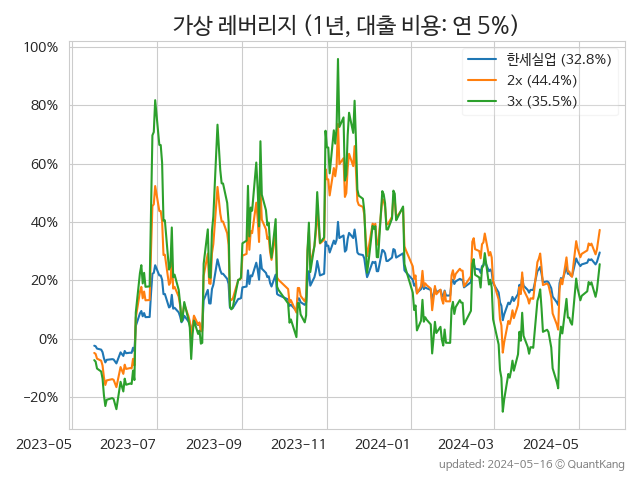 가상 레버리지 (1년, 대출 비용: 연 5%)
100%
80%
60%
40%
20%
0%
−20%
한세실업 (32.8%)
2x (44.4%)
3x (35.5%)
2023-05
2023-07
2023-09
2023-11
2024-01
2024-03
2024-05
updated: 2024-05-16 © QuantKang